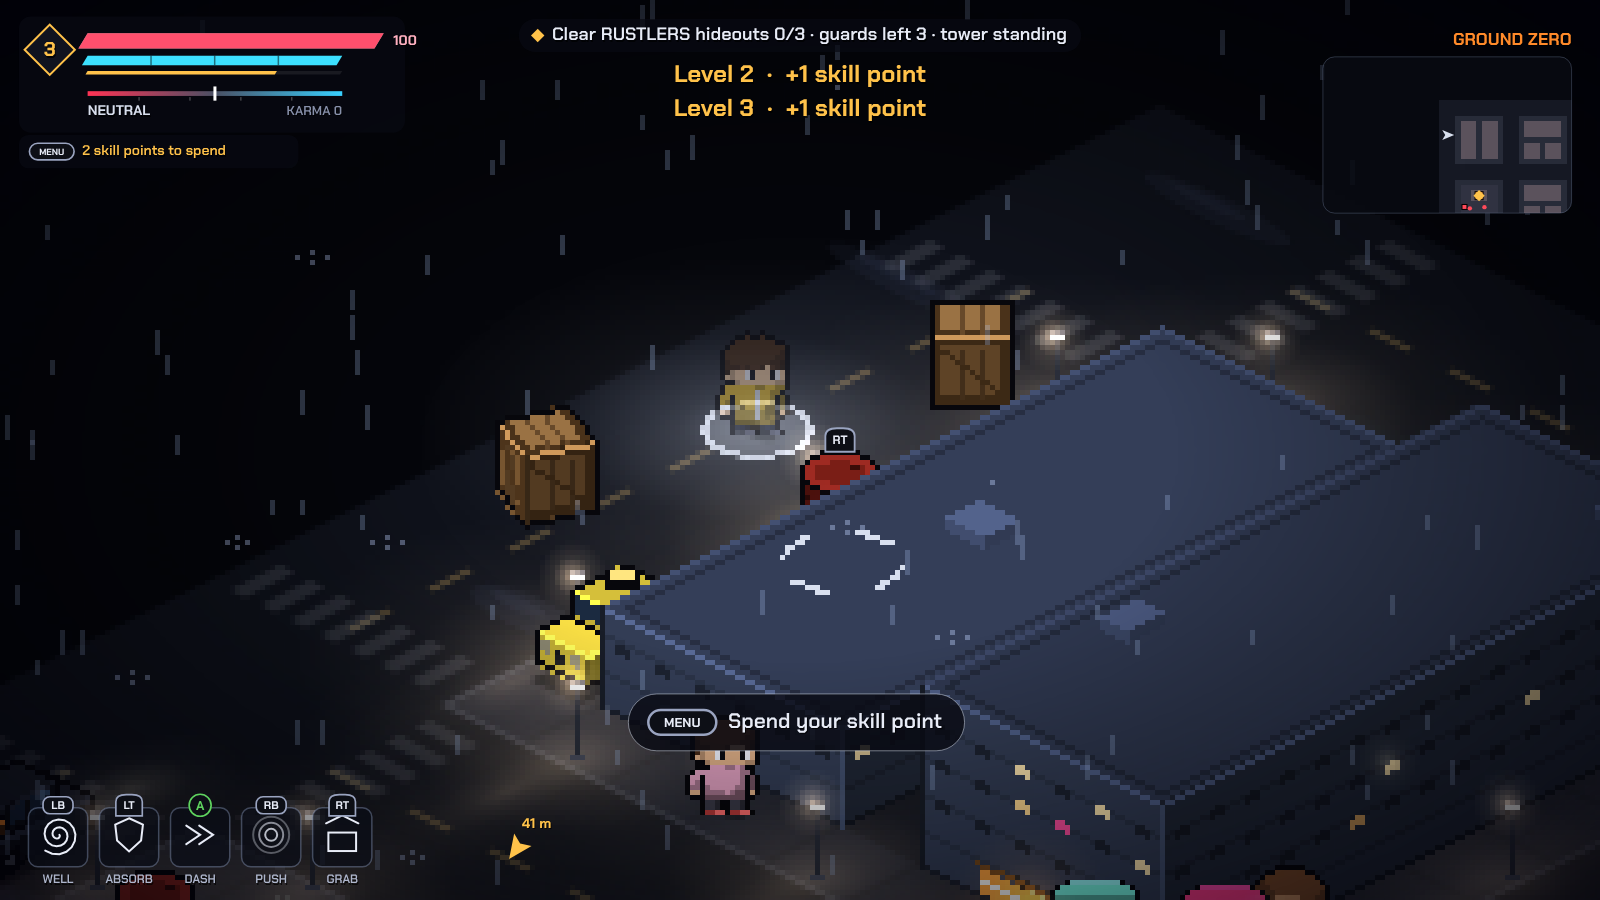 3
100
NEUTRAL
KARMA 0
MENU
2 skill points to spend
Clear RUSTLERS hideouts 0/3 · guards left 3 · tower standing
Level 2 · +1 skill point
Level 3 · +1 skill point
GROUND ZERO
RT
MENU
Spend your skill point
41 m
LB
LT
A
RB
RT
WELL
ABSORB
DASH
PUSH
GRAB